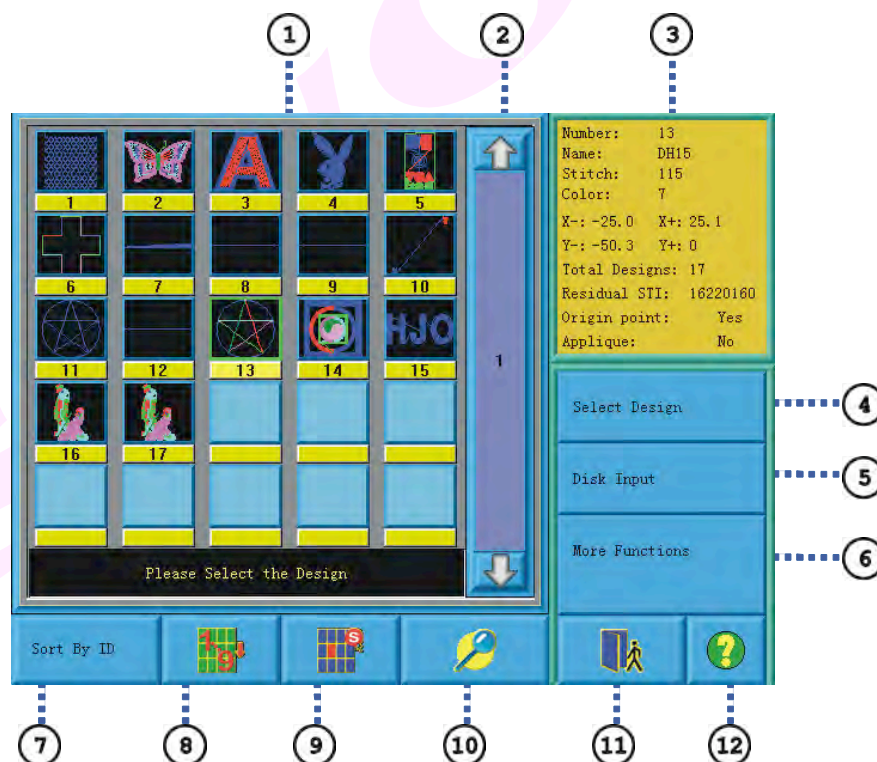 1 2 3
Number: 13
Name: DH15
Stitch: 115
Color: 7
X-: -25.0 X+: 25.1
Y-: -50.3 Y+: 0
Total Designs: 17
Residual STI: 16220160
Origin point: Yes
Applique: No
A
1 2 3 4 5
6 7 8 9 10
HJO
11 12 13 14 15
1
16 17
Please Select the Design
Select Design 4
Disk Input 5
More Functions 6
Sort By ID 1 9 S ?
7 8 9 10 11 12